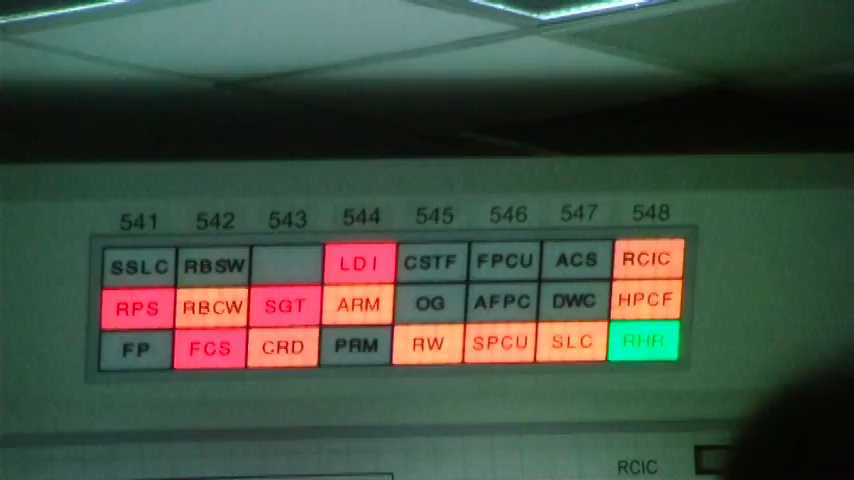 541 542 543 544 545 546 547 548
SSLC RBSW LDI CSTF FPCU ACS RCIC
RPS RBCW SGT ARM OG AFPC DWC HPCF
FP FCS CRD PRM RW SPCU SLC RHR
RCIC